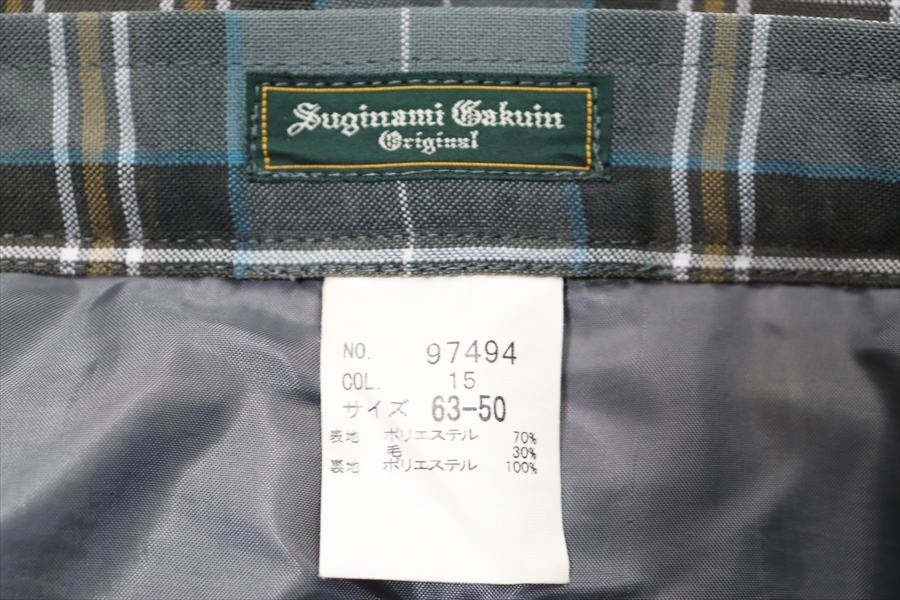 Suginami Gakuin
Original
NO. 97494
COL. 15
サイズ 63-50
表地 ポリエステル 70%
毛 30%
裏地 ポリエステル 100%